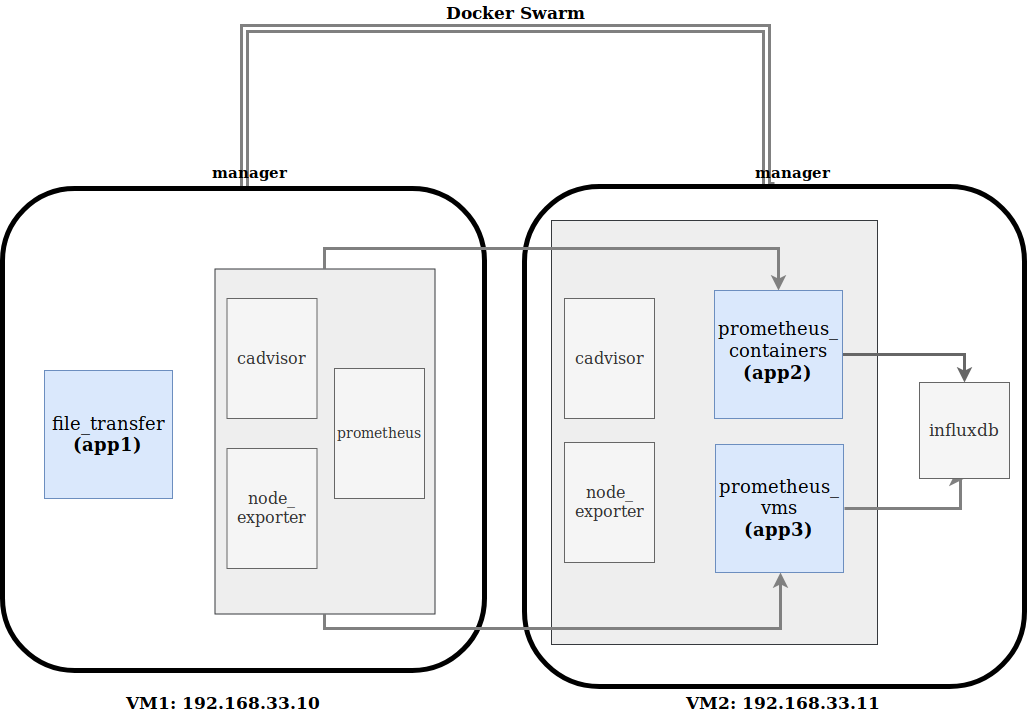 Docker Swarm
manager
manager
cadvisor
prometheus
file_transfer
(app1)
node_
exporter
cadvisor
prometheus_
containers
(app2)
influxdb
node_
exporter
prometheus_
vms
(app3)
VM1: 192.168.33.10
VM2: 192.168.33.11